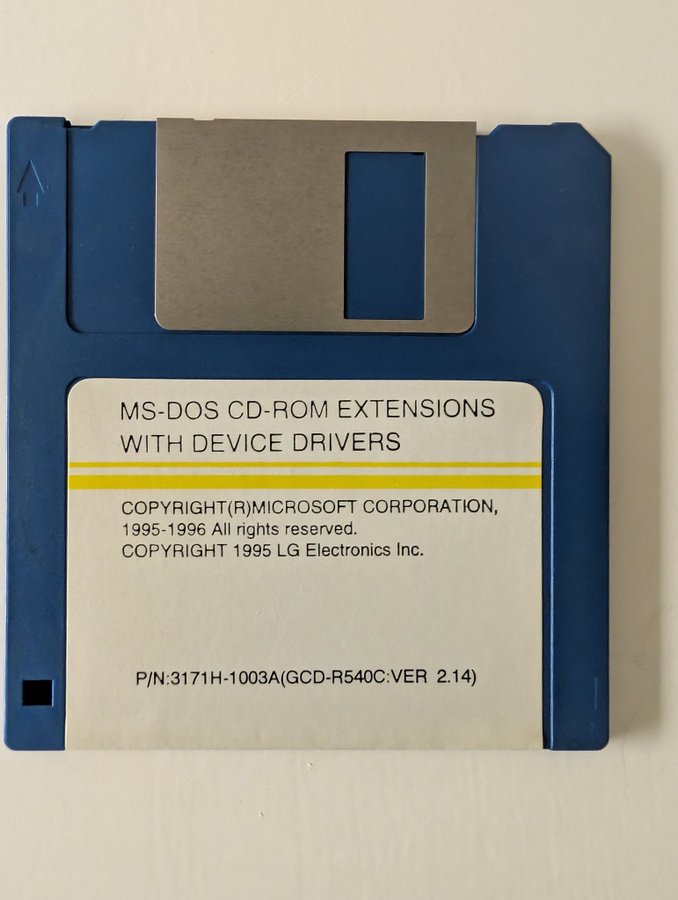 MS-DOS CD-ROM EXTENSIONS
WITH DEVICE DRIVERS
COPYRIGHT(R)MICROSOFT CORPORATION,
1995-1996 All rights reserved.
COPYRIGHT 1995 LG Electronics Inc.
P/N:3171H-1003A(GCD-R540C:VER 2.14)